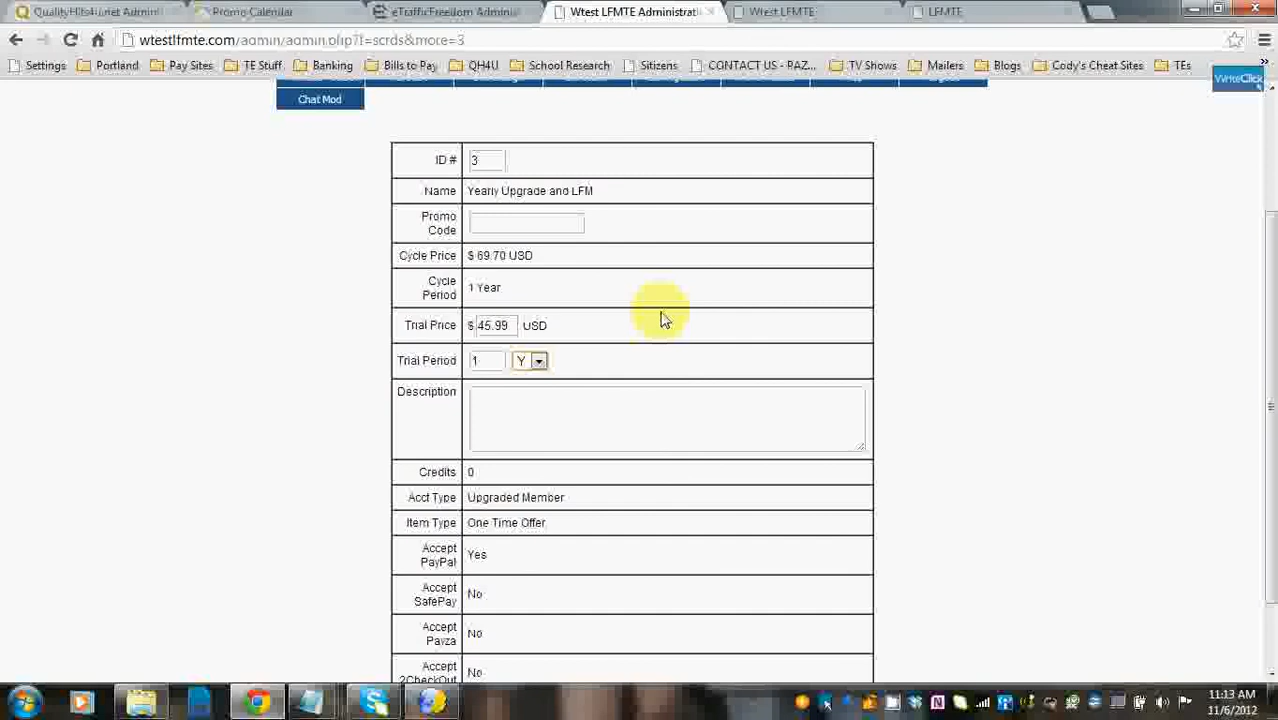 QualityHits4U.net Admini
Promo Calendar
eTrafficFreedom Adminis
Wtest LFMTE Administrati
Wtest LFMTE
LFMTE
wtestlfmte.com/admin/admin.php?f=scrds&more=3
Settings Portland Pay Sites TE Stuff Banking Bills to Pay QH4U School Research Sitizens CONTACT US - RAZ... TV Shows Mailers Blogs Cody's Cheat Sites TEs
WriteClick
Chat Mod
ID # 3
Name Yearly Upgrade and LFM
Promo
Code
Cycle Price $ 69.70 USD
Cycle
Period
1 Year
Trial Price $ 45.99 USD
Trial Period 1 Y
Description
Credits 0
Acct Type Upgraded Member
Item Type One Time Offer
Accept
PayPal
Yes
Accept
SafePay
No
Accept
Payza
No
Accept
2CheckOut
No
11:13 AM
11/6/2012